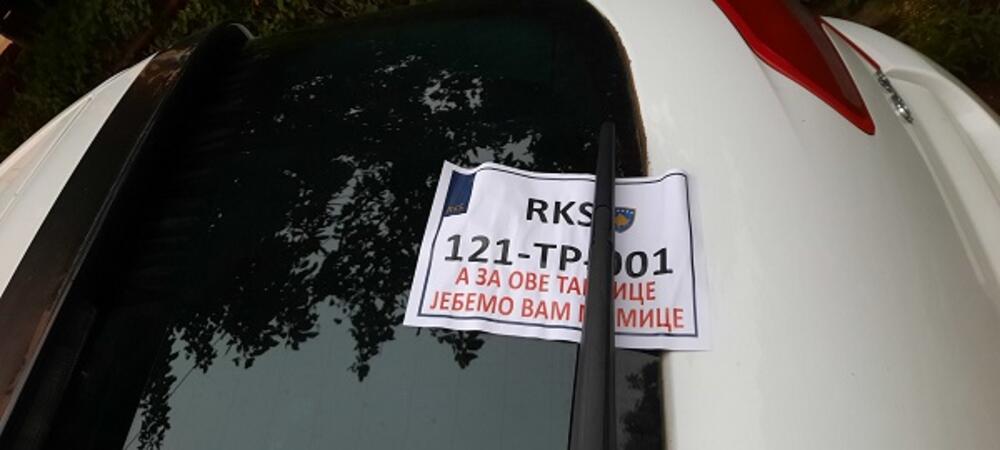 RKS
121-TP-001
А ЗА ОВЕ
ЈЕБЕМО ВАМ